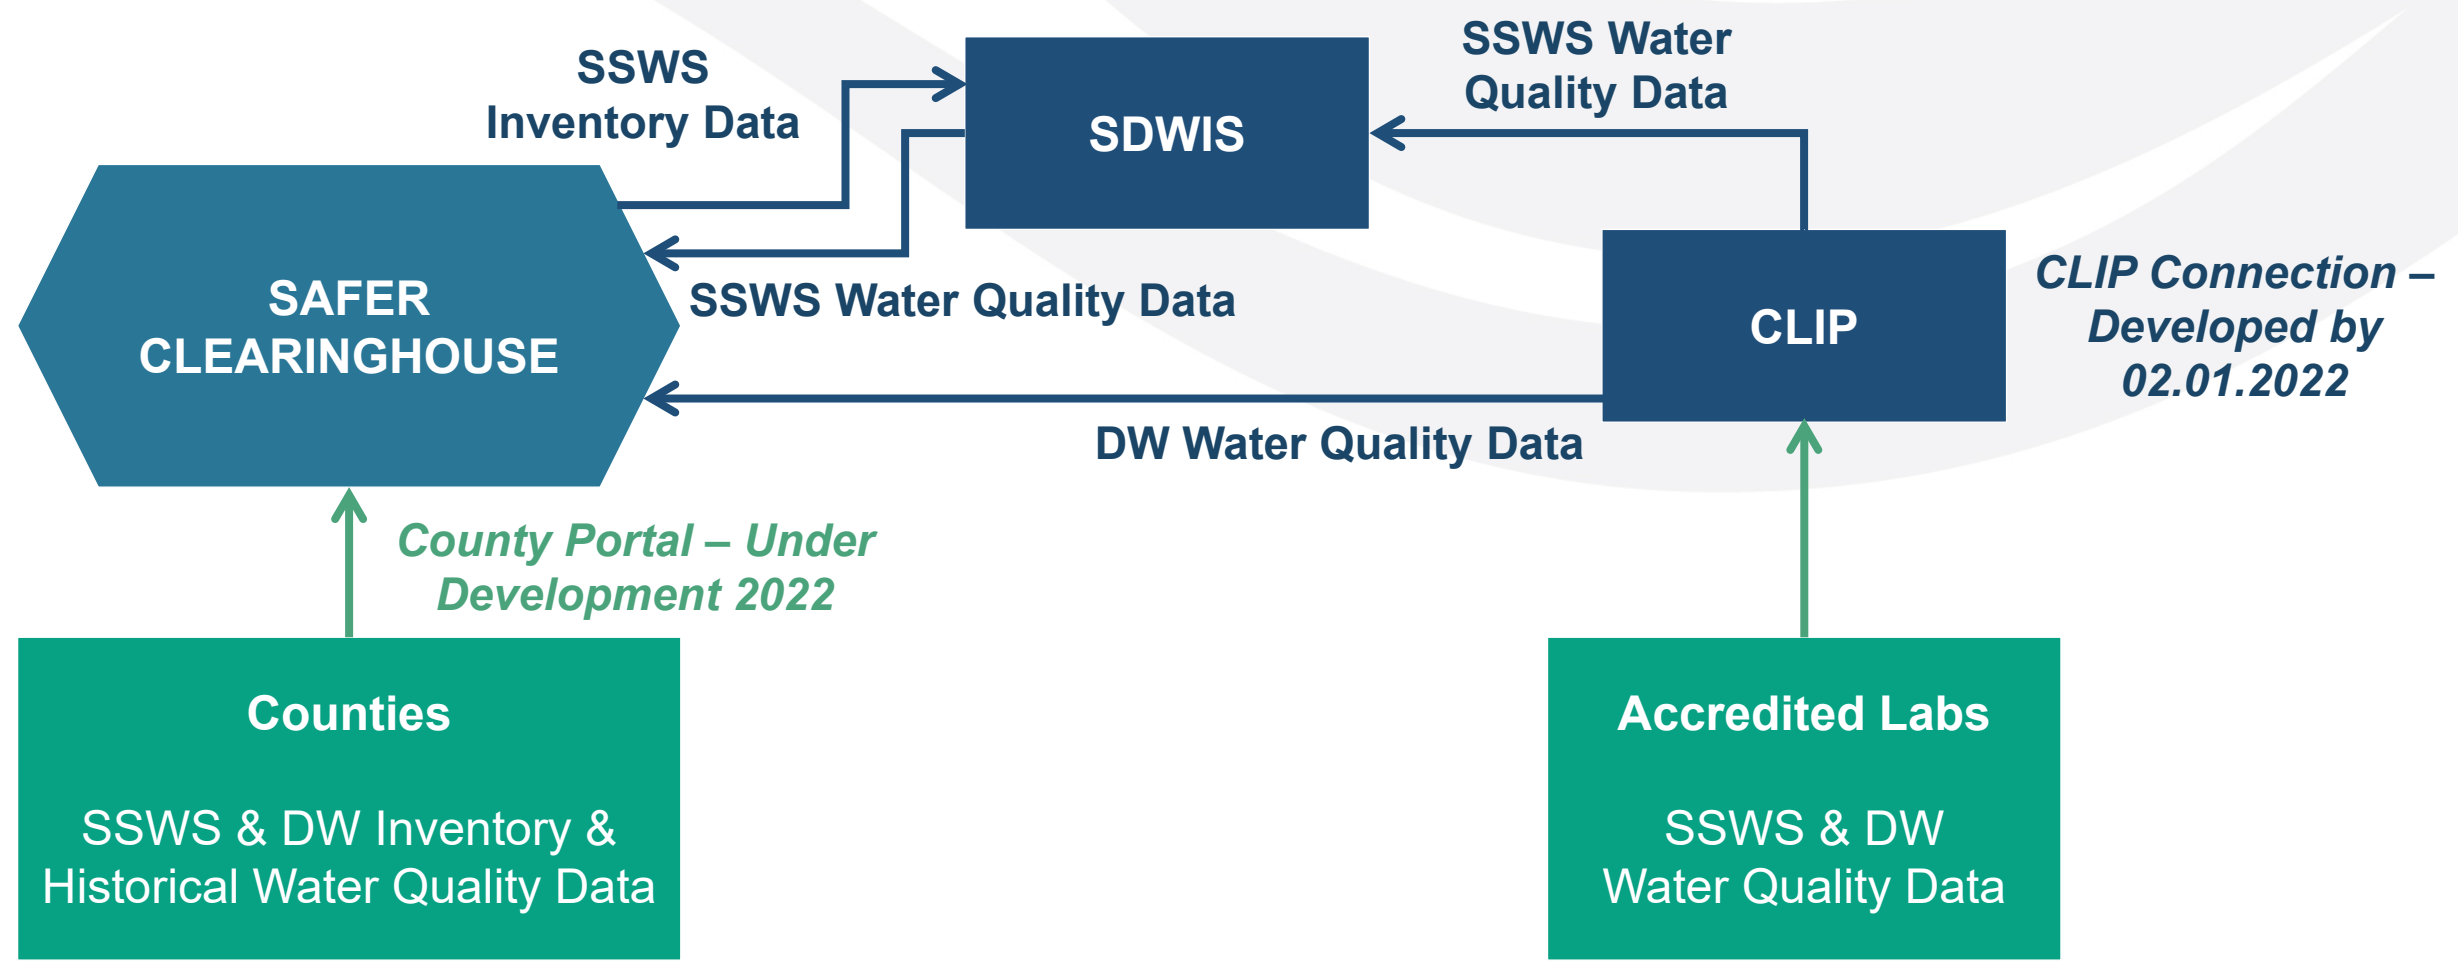 SSWS
Inventory Data
SDWIS
SSWS Water
Quality Data
SAFER
CLEARINGHOUSE
SSWS Water Quality Data
CLIP
CLIP Connection –
Developed by
02.01.2022
DW Water Quality Data
County Portal – Under
Development 2022
Counties
SSWS & DW Inventory &
Historical Water Quality Data
Accredited Labs
SSWS & DW
Water Quality Data